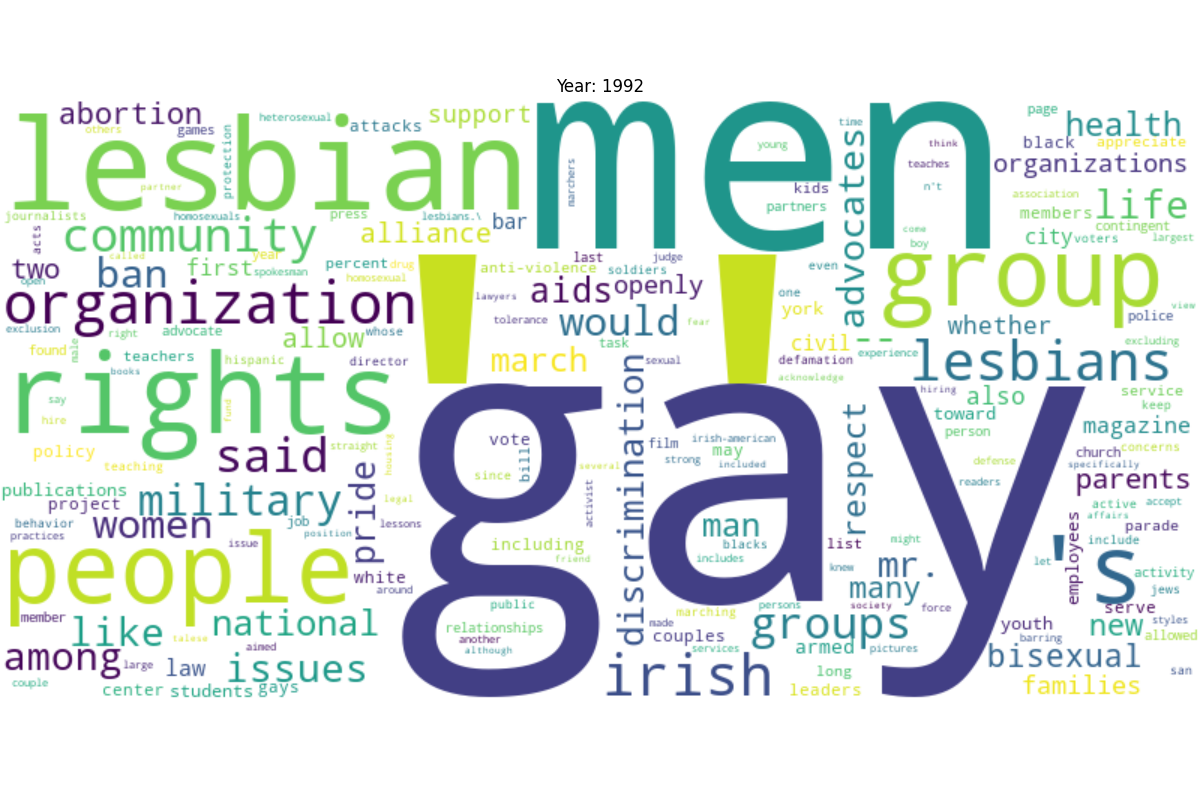 Year: 1992
men
lesbian
abortion
others
games
heterosexual
attacks
support
protection
partner
journalists
homosexuals
press
lesbians.\
bar
marchers
young
time
kids
partners
advocates
think
teaches
n't
come
boy
page
health
black
appreciate
organizations
association
members
life
contingent
city
voters
largest
acts
community
alliance
two
open
called
ban
first
year
spokesman
percent
drug
homosexual
anti-violence
last
judge
soldiers
even
organization
lawyers
aids
openly
one
york
group
view
police
exclusion
right
advocate
allow
whose
tolerance
would
fear
task
civil
--
whether
excluding
found
male
teachers
books
hispanic
director
march
sexual
defamation
experience
acknowledge
lesbians
' '
rights
say
hire
fund
gay
discrimination
respect
hiring
also
toward
person
service
keep
magazine
policy
teaching
said
straight
housing
vote
bill
since
several
film
strong
irish-american
may
included
defense
readers
church
concerns
specifically
parents
publications
project
military
pride
legal
activist
active
accept
affairs
behavior
practices
women
job
position
lessons
issue
including
friend
man
blacks
includes
list
might
knew
mr.
employees
parade
include
people
white
around
let
's
activity
jews
many
member
like
talese
national
public
relationships
another
although
marching
made
couples
services
persons
society
force
groups
armed
pictures
youth
barring
serve
new
styles
allowed
among
large
law
aimed
issues
irish
long
leaders
bisexual
san
couple
center
students
gays
families